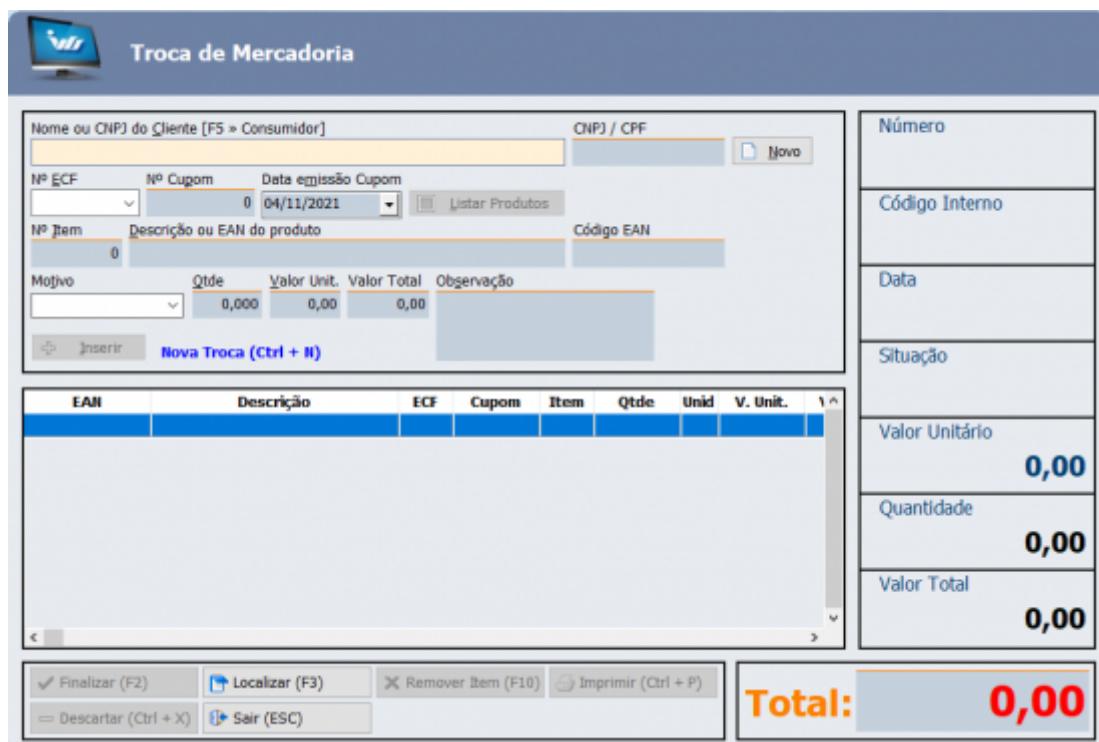 Troca de Mercadoria
Nome ou CNPJ do Cliente [F5 » Consumidor]
CNPJ / CPF
Novo
Nº ECF
Nº Cupom
Data emissão Cupom
0
04/11/2021
Listar Produtos
Nº Item
Descrição ou EAN do produto
Código EAN
0
Motivo
Qtde
Valor Unit.
Valor Total
Observação
0,000
0,00
0,00
Inserir
Nova Troca (Ctrl + N)
EAN Descrição ECF Cupom Item Qtde Unid V. Unit.
Número
Código Interno
Data
Situação
Valor Unitário
0,00
Quantidade
0,00
Valor Total
0,00
Finalizar (F2)
Localizar (F3)
Remover Item (F10)
Imprimir (Ctrl + P)
Descartar (Ctrl + X)
Sair (ESC)
Total: 0,00